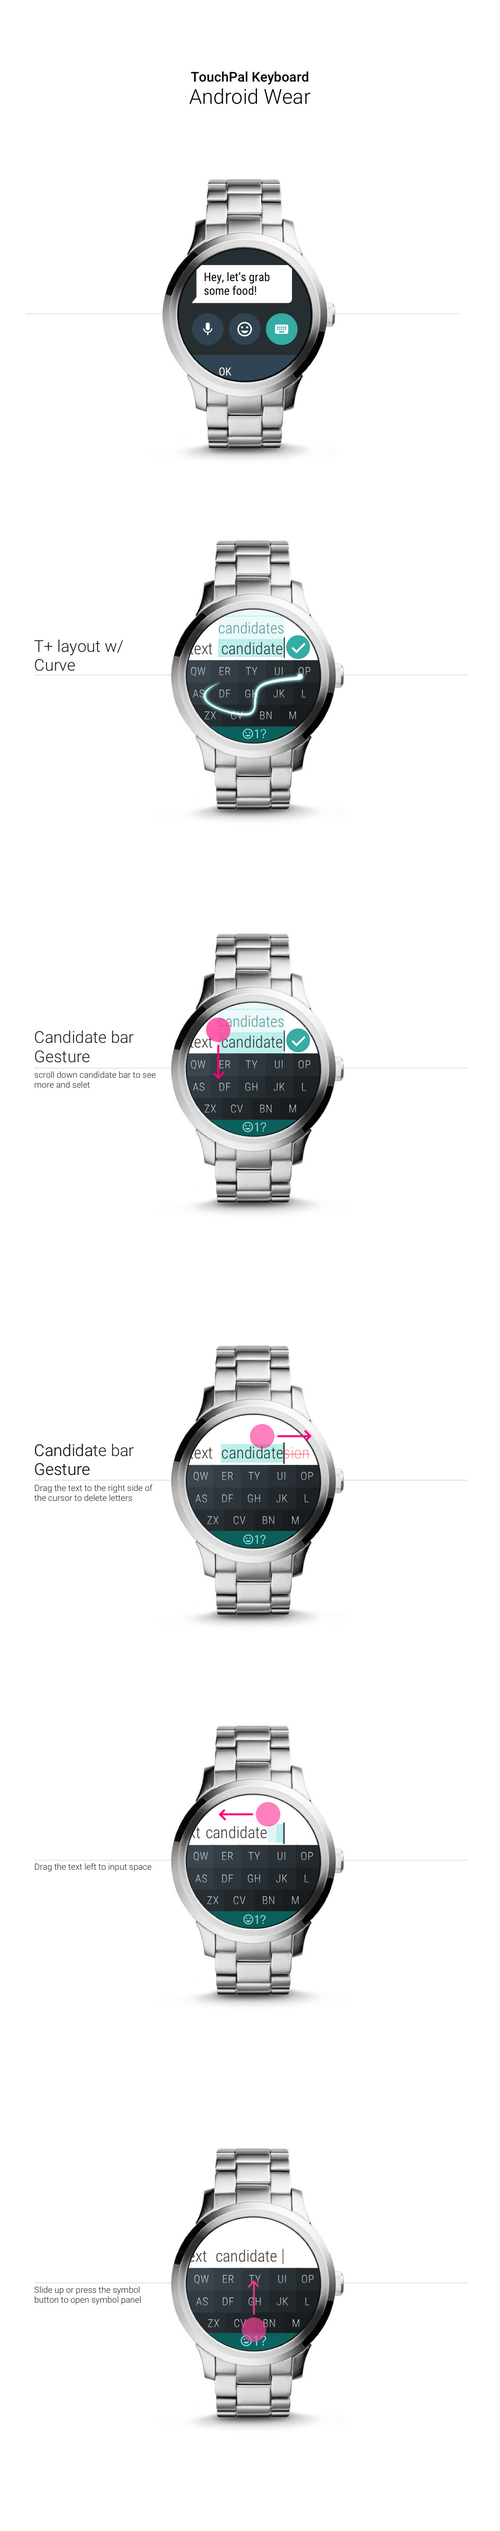 TouchPal Keyboard
Android Wear
Hey, let's grab
some food!
OK
T+ layout w/
Curve
candidates
ext candidate
QW ER TY UI OP
AS DF GH JK L
ZX CV BN M
1?
Candidate bar
Gesture
scroll down candidate bar to see
more and selet
candidates
ext candidate
QW ER TY UI OP
AS DF GH JK L
ZX CV BN M
1?
Candidate bar
Gesture
Drag the text to the right side of
the cursor to delete letters
ext candidatesion
QW ER TY UI OP
AS DF GH JK L
ZX CV BN M
1?
Drag the text left to input space
xt candidate
QW ER TY UI OP
AS DF GH JK L
ZX CV BN M
1?
Slide up or press the symbol
button to open symbol panel
ext candidate
QW ER TY UI OP
AS DF GH JK L
ZX CV BN M
1?